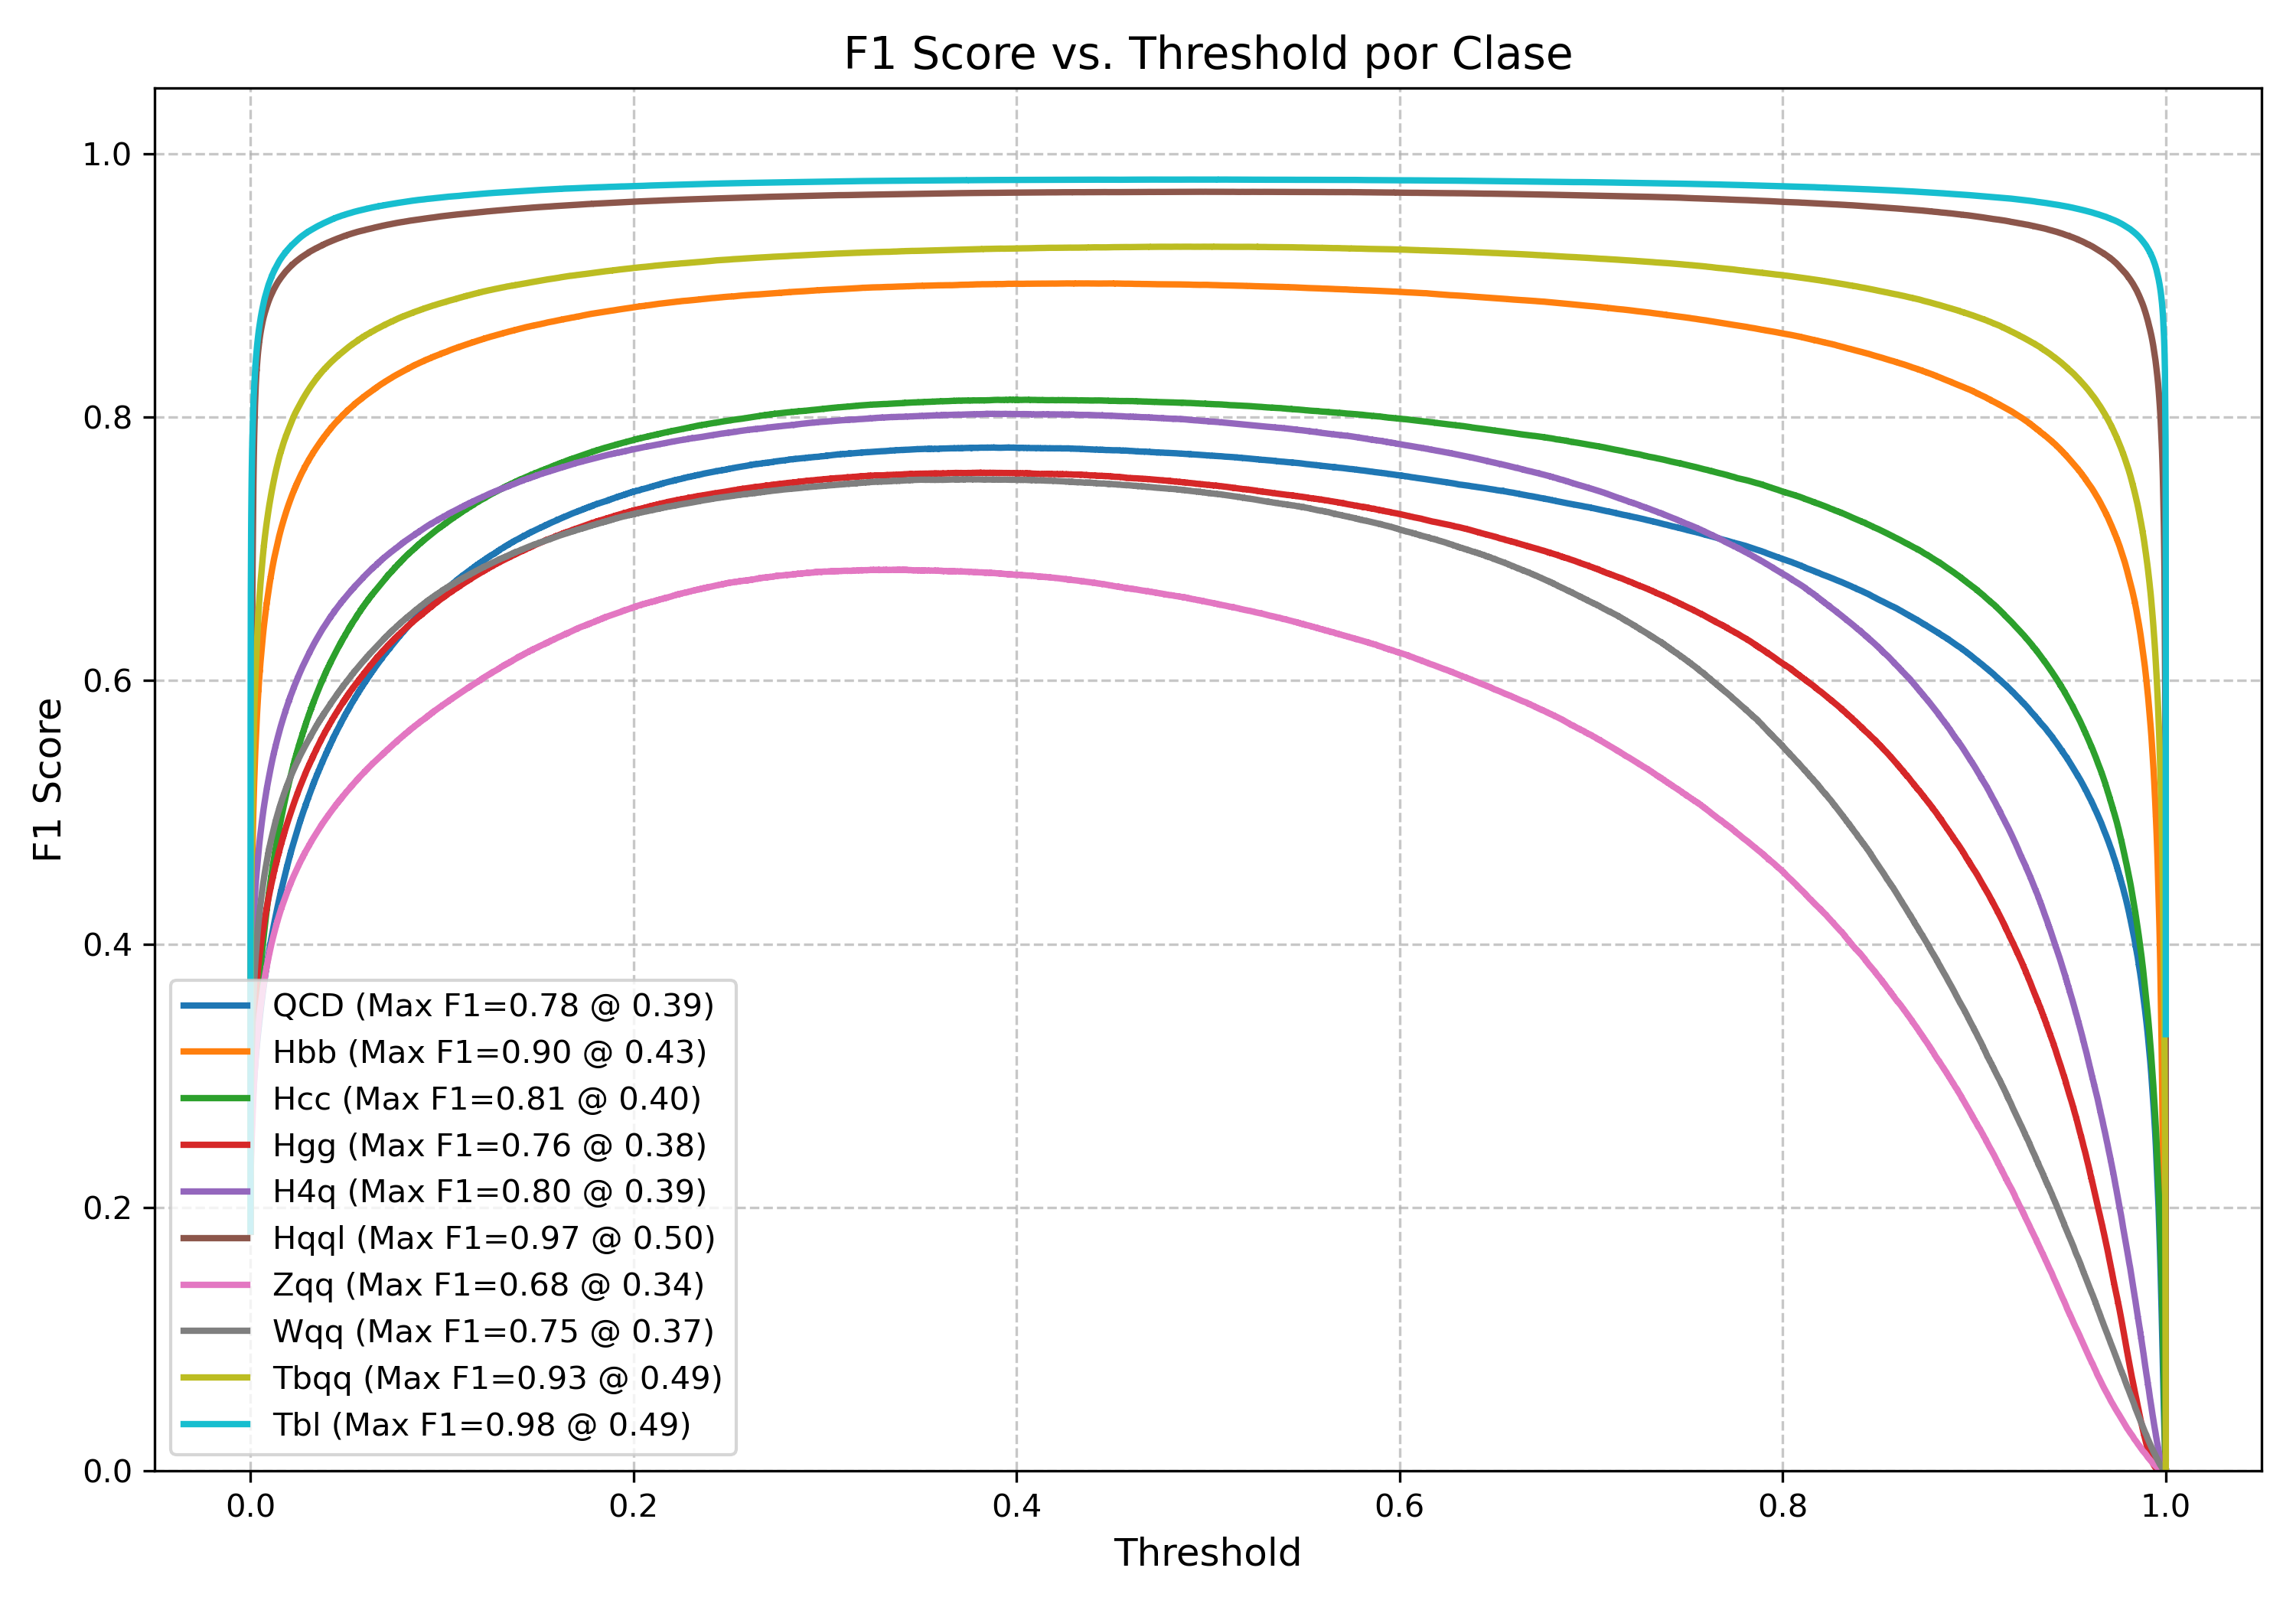 F1 Score vs. Threshold por Clase
1.0
0.8
0.6
0.4
0.2
0.0
F1 Score
QCD (Max F1=0.78 @ 0.39)
Hbb (Max F1=0.90 @ 0.43)
Hcc (Max F1=0.81 @ 0.40)
Hgg (Max F1=0.76 @ 0.38)
H4q (Max F1=0.80 @ 0.39)
Hqql (Max F1=0.97 @ 0.50)
Zqq (Max F1=0.68 @ 0.34)
Wqq (Max F1=0.75 @ 0.37)
Tbqq (Max F1=0.93 @ 0.49)
Tbl (Max F1=0.98 @ 0.49)
0.0 0.2 0.4 0.6 0.8 1.0
Threshold